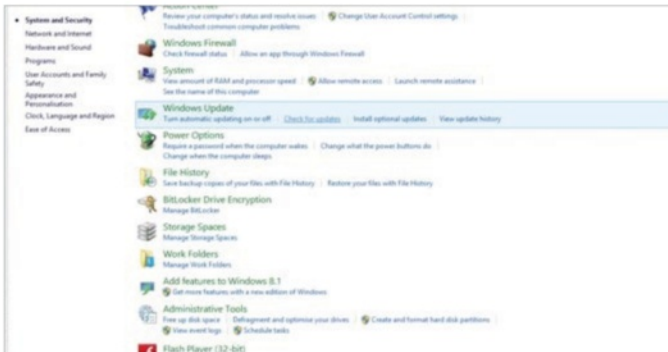 System and Security
Network and Internet
Hardware and Sound
Programs
User Accounts and Family
Safety
Appearance and
Personalisation
Clock, Language and Region
Ease of Access
Action Center
Review your computer's status and resolve issues Change User Account Control settings
Troubleshoot common computer problems
Windows Firewall
Check firewall status Allow an app through Windows Firewall
System
View amount of RAM and processor speed Allow remote access Launch remote assistance
See the name of this computer
Windows Update
Turn automatic updating on or off Check for updates Install optional updates View update history
Power Options
Require a password when the computer wakes Change what the power buttons do
Change when the computer sleeps
File History
Save backup copies of your files with File History Restore your files with File History
BitLocker Drive Encryption
Manage BitLocker
Storage Spaces
Manage Storage Spaces
Work Folders
Manage Work Folders
Add features to Windows 8.1
Get more features with a new edition of Windows
Administrative Tools
Free up disk space Defragment and optimise your drives Create and format hard disk partitions
View event logs Schedule tasks
Flash Player (32-bit)